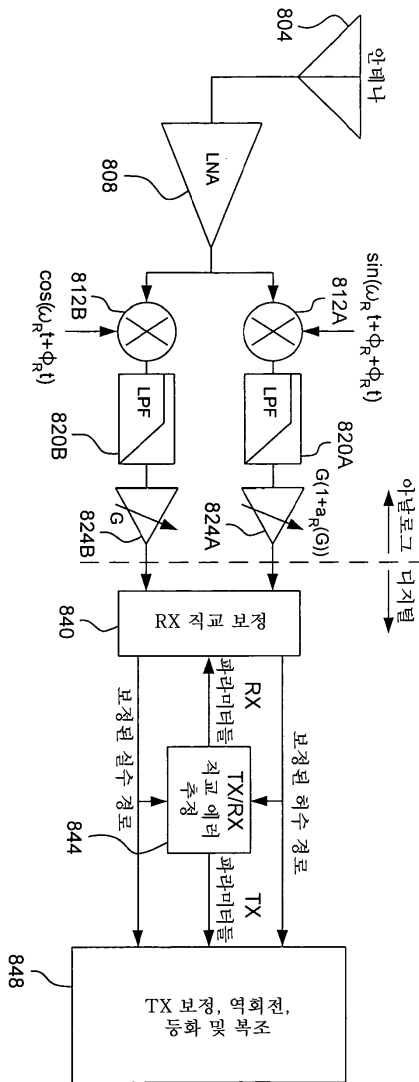 804
안테나
LNA
808
sin(ω_R t+ϕ_R+ϕ_R t)
812A
812B
cos(ω_R t+ϕ_R t)
LPF
820A
LPF
820B
G(1+a_R(G))
824A
G
824B
아날로그
디지털
RX 직교 보정
840
보정된 허수 경로
RX
파라미터들
TX/RX
직교 에러
추정
844
TX
파라미터들
보정된 실수 경로
TX 보정, 역회전,
등화 및 복조
848